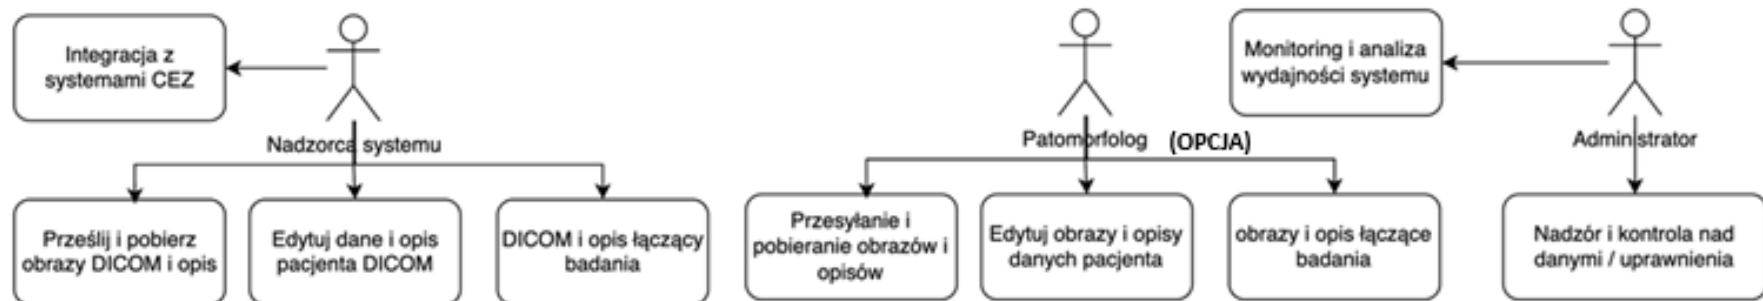 Integracja z
systemami CEZ
Nadzorca systemu
Prześlij i pobierz
obrazy DICOM i opis
Edytuj dane i opis
pacjenta DICOM
DICOM i opis łączący
badania
Patomorfolog (OPCJA)
Przesyłanie i
pobieranie obrazów i
opisów
Edytuj obrazy i opisy
danych pacjenta
obrazy i opis łączące
badania
Monitoring i analiza
wydajności systemu
Administrator
Nadzór i kontrola nad
danymi / uprawnienia